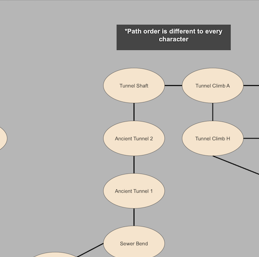 "Path order is different to every
character
Tunnel Shaft
Tunnel Climb A
Ancient Tunnel 2
Tunnel Climb H
Ancient Tunnel 1
Sewer Bend